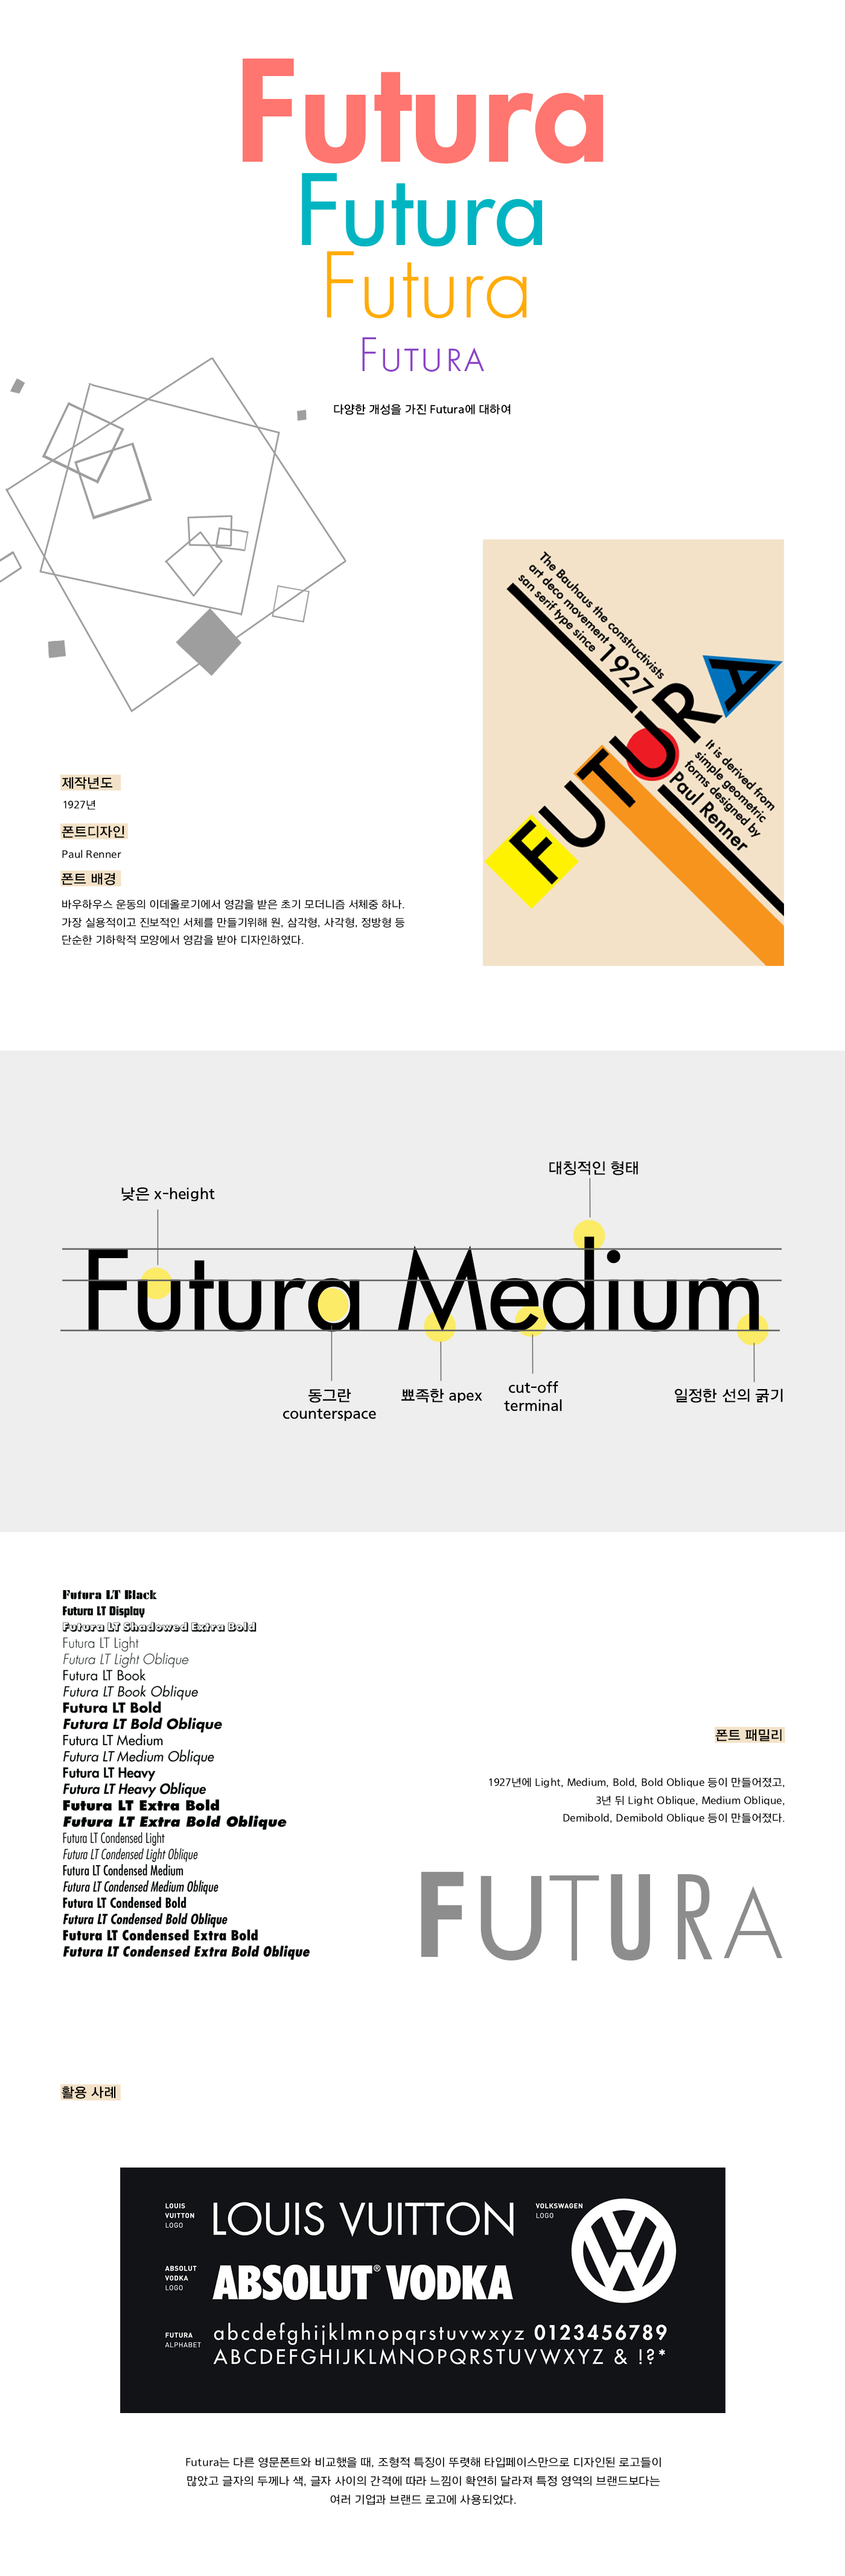 Futura
Futura
Futura
FUTURA
다양한 개성을 가진 Futura에 대하여
The Bauhaus the constructivists
art deco movement
san serif type since
1927
FUTURA
It is derived from
simple geometric
forms designed by
Paul Renner
제작년도
1927년
폰트디자인
Paul Renner
폰트 배경
바우하우스 운동의 이데올로기에서 영감을 받은 초기 모더니즘 서체중 하나.
가장 실용적이고 진보적인 서체를 만들기위해 원, 삼각형, 사각형, 정방형 등
단순한 기하학적 모양에서 영감을 받아 디자인하였다.
대칭적인 형태
낮은 x-height
Futura Medium
동그란
counterspace
뾰족한 apex
cut-off
terminal
일정한 선의 굵기
Futura LT Black
Futura LT Display
Futura LT Shadowed Extra Bold
Futura LT Light
Futura LT Light Oblique
Futura LT Book
Futura LT Book Oblique
Futura LT Bold
Futura LT Bold Oblique
Futura LT Medium
Futura LT Medium Oblique
Futura LT Heavy
Futura LT Heavy Oblique
Futura LT Extra Bold
Futura LT Extra Bold Oblique
Futura LT Condensed Light
Futura LT Condensed Light Oblique
Futura LT Condensed Medium
Futura LT Condensed Medium Oblique
Futura LT Condensed Bold
Futura LT Condensed Bold Oblique
Futura LT Condensed Extra Bold
Futura LT Condensed Extra Bold Oblique
폰트 패밀리
1927년에 Light, Medium, Bold, Bold Oblique 등이 만들어졌고,
3년 뒤 Light Oblique, Medium Oblique,
Demibold, Demibold Oblique 등이 만들어졌다.
FUTURA
활용 사례
LOUIS
VUITTON
LOGO
LOUIS VUITTON
VOLKSWAGEN
LOGO
VW
ABSOLUT
VODKA
LOGO
ABSOLUT® VODKA
FUTURA
ALPHABET
abcdefghijklmnopqrstuvwxyz 0123456789
ABCDEFGHIJKLMNOPQRSTUVWXYZ & !?*
Futura는 다른 영문폰트와 비교했을 때, 조형적 특징이 뚜렷해 타입페이스만으로 디자인된 로고들이
많았고 글자의 두께나 색, 글자 사이의 간격에 따라 느낌이 확연히 달라져 특정 영역의 브랜드보다는
여러 기업과 브랜드 로고에 사용되었다.